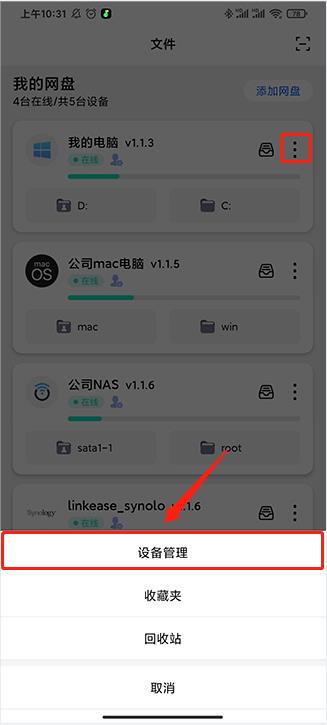 上午10:31
78
文件
我的网盘
4台在线/共5台设备
添加网盘
我的电脑 v1.1.3
在线
D:
C:
mac
OS
公司mac电脑 v1.1.5
在线
mac
win
公司NAS v1.1.6
在线
sata1-1
root
Synology
linkease_synolo v1.1.6
设备管理
收藏夹
回收站
取消